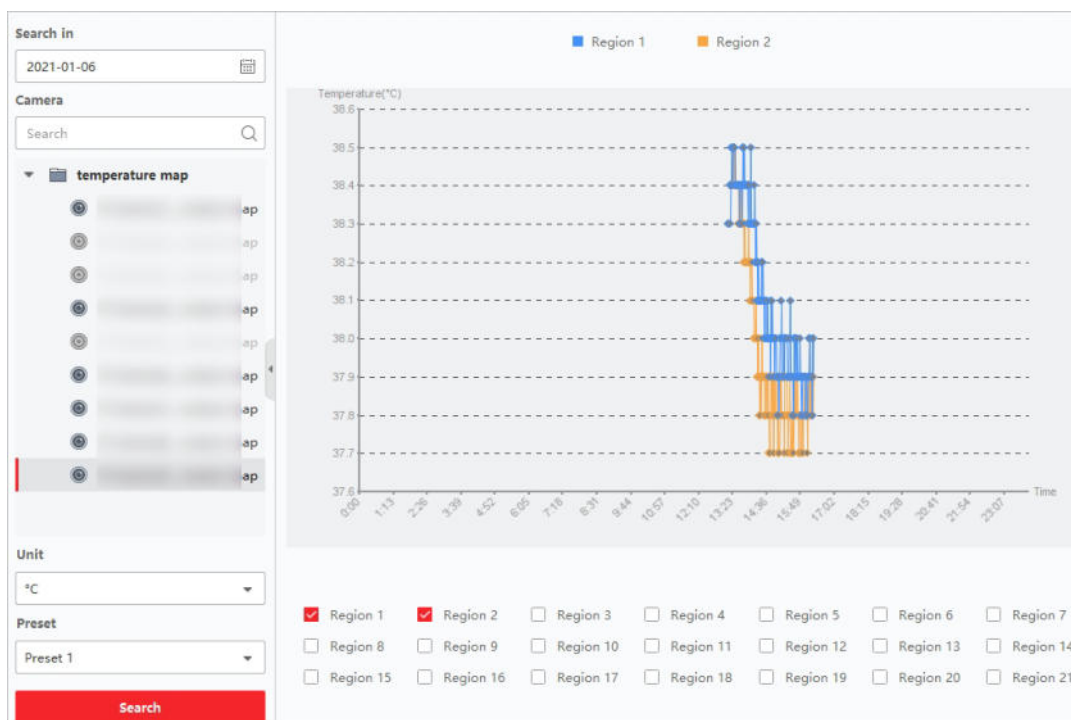 Search in
2021-01-06
Camera
Search
temperature map
ap
ap
ap
ap
ap
ap
ap
ap
ap
Unit
°C
Preset
Preset 1
Search
Region 1 Region 2
Temperature(°C)
38.6
38.5
38.4
38.3
38.2
38.1
38.0
37.9
37.8
37.7
37.6
Time
0:00 1:13 2:26 3:39 4:52 6:05 7:18 8:31 9:44 10:57 12:10 13:23 14:36 15:49 17:02 18:15 19:28 20:41 21:54 23:07
Region 1 Region 2 Region 3 Region 4 Region 5 Region 6 Region 7
Region 8 Region 9 Region 10 Region 11 Region 12 Region 13 Region 14
Region 15 Region 16 Region 17 Region 18 Region 19 Region 20 Region 21